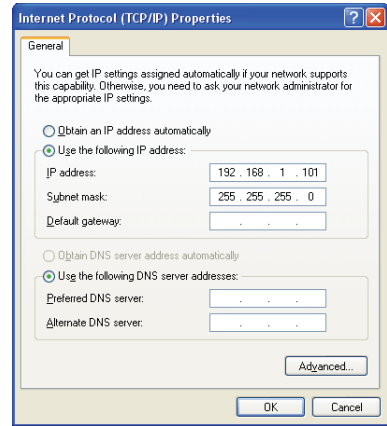 Internet Protocol (TCP/IP) Properties
General
You can get IP settings assigned automatically if your network supports
this capability. Otherwise, you need to ask your network administrator for
the appropriate IP settings.
Obtain an IP address automatically
Use the following IP address:
IP address: 192 . 168 . 1 . 101
Subnet mask: 255 . 255 . 255 . 0
Default gateway: . . .
Obtain DNS server address automatically
Use the following DNS server addresses:
Preferred DNS server: . . .
Alternate DNS server: . . .
Advanced...
OK Cancel